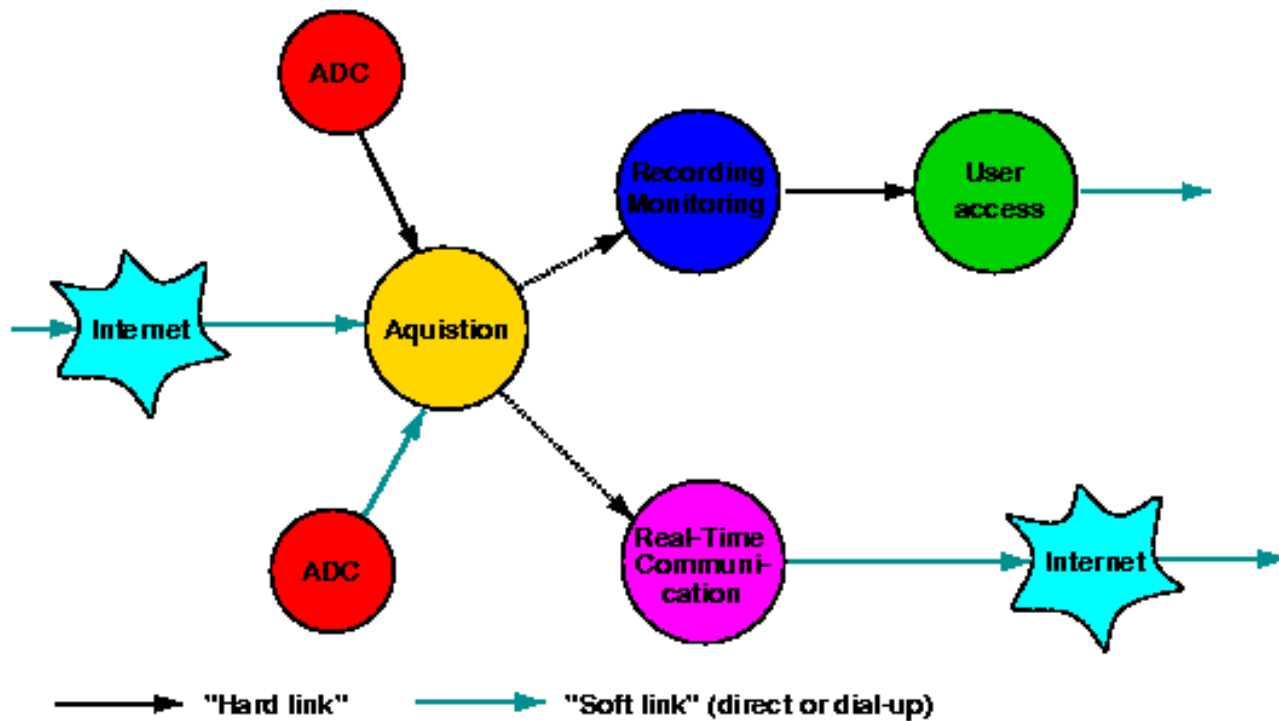 ADC
Recording
Monitoring
User
access
Internet
Aquistion
ADC
Real-Time
Communi-
cation
Internet
"Hard link"
"Soft link" (direct or dial-up)